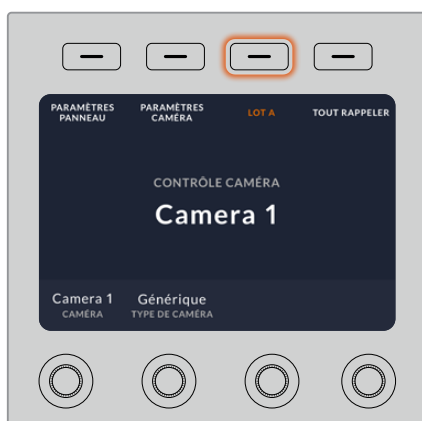 PARAMÈTRES PANNEAU
PARAMÈTRES CAMÉRA
LOT A
TOUT RAPPELER
CONTRÔLE CAMÉRA
Camera 1
Camera 1
CAMÉRA
Générique
TYPE DE CAMÉRA